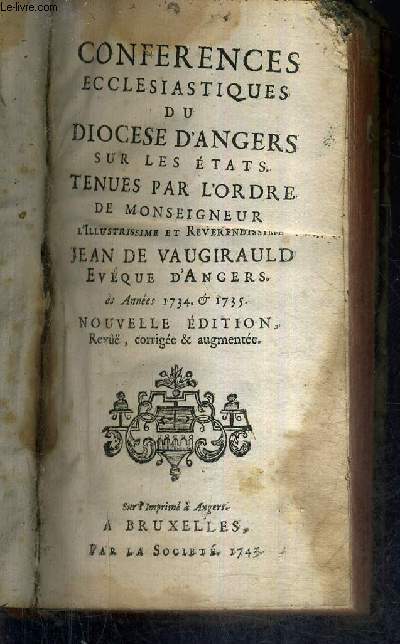 Le-livre.com
CONFERENCES
ECCLESIASTIQUES
DU
DIOCESE D'ANGERS
SUR LES ÉTATS.
TENUES PAR L'ORDRE
DE MONSEIGNEUR
L'ILLUSTRISSIME ET
JEAN DE VAUGIRAULD
EVÉQUE D'ANGERS.
ès Années 1734. & 1735.
NOUVELLE ÉDITION,
Revûë, corrigée & augmentée.
Sur l'Imprimé à Angers.
A BRUXELLES,
PAR LA SOCIETÉ. 1743.